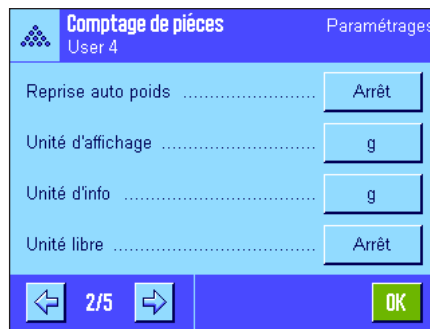 Comptage de piéces Paramétrages
User 4
Reprise auto poids ........................ Arrêt
Unité d'affichage ........................... g
Unité d'info ................................. g
Unité libre ................................... Arrêt
2/5 OK